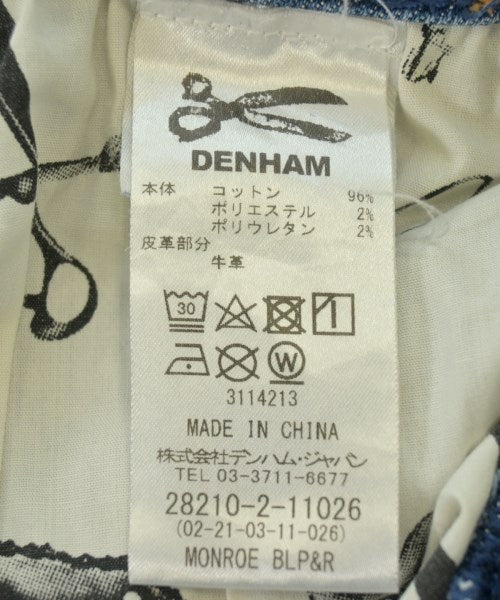 DENHAM
本体 コットン 96%
ポリエステル 2%
ポリウレタン 2%
皮革部分
牛革
30
W
3114213
MADE IN CHINA
株式会社デンハム・ジャパン
TEL 03-3711-6677
28210-2-11026
(02-21-03-11-026)
MONROE BLP&R